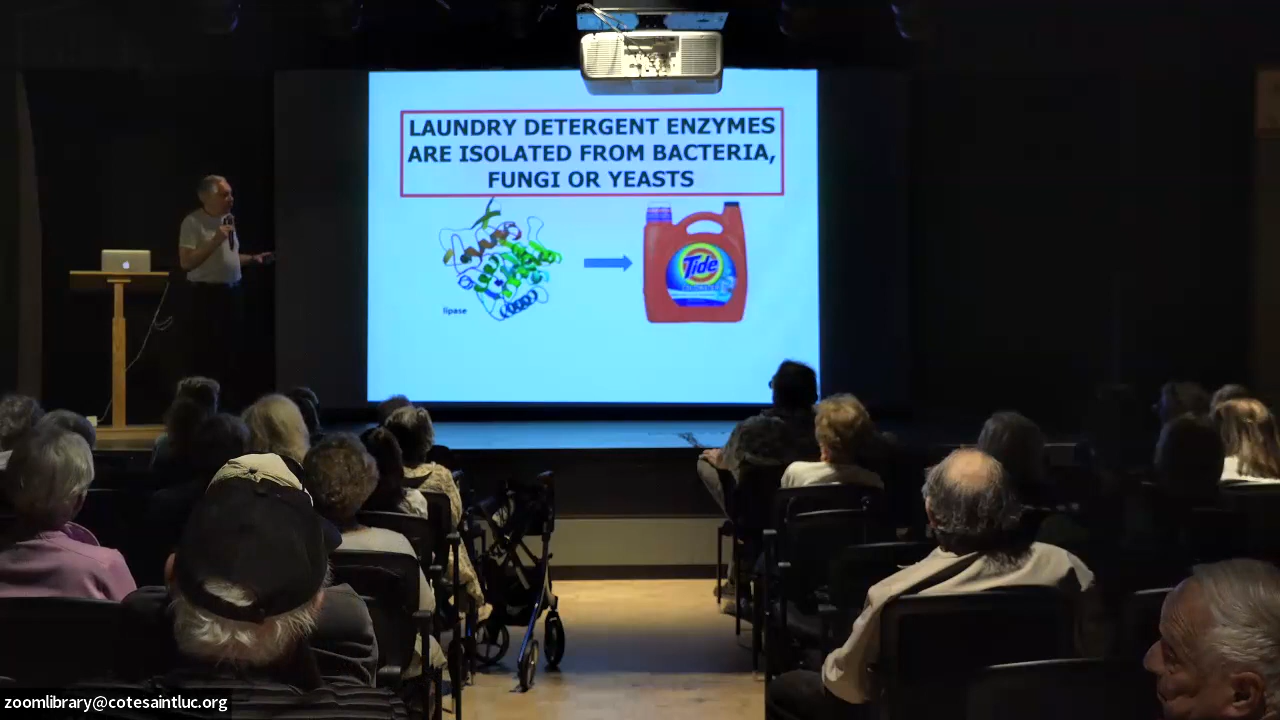 LAUNDRY DETERGENT ENZYMES
ARE ISOLATED FROM BACTERIA,
FUNGI OR YEASTS
Tide
lipase
zoomlibrary@cotesaintluc.org